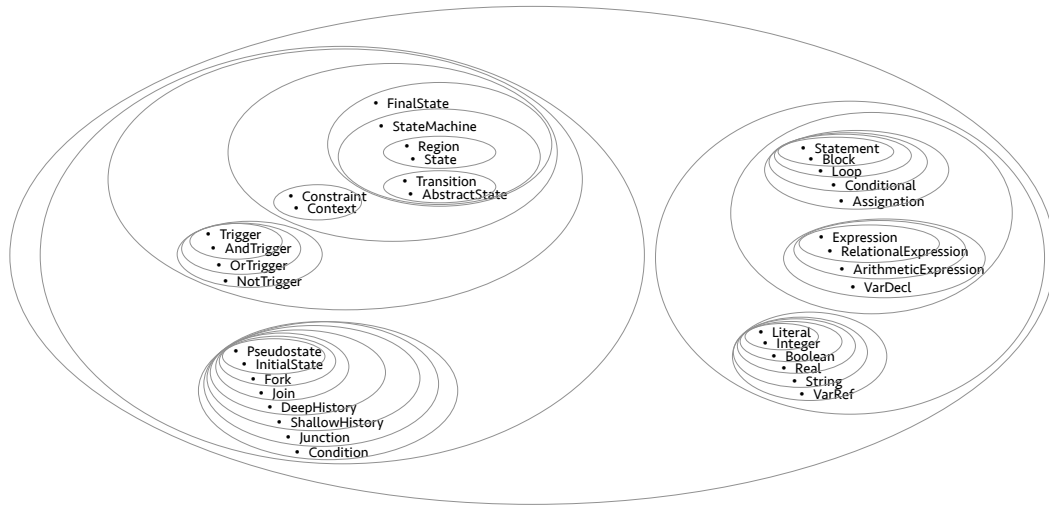 FinalState
StateMachine
Region
State
Transition
AbstractState
Constraint
Context
Trigger
AndTrigger
OrTrigger
NotTrigger
Pseudostate
InitialState
Fork
Join
DeepHistory
ShallowHistory
Junction
Condition
Statement
Block
Loop
Conditional
Assignation
Expression
RelationalExpression
ArithmeticExpression
VarDecl
Literal
Integer
Boolean
Real
String
VarRef